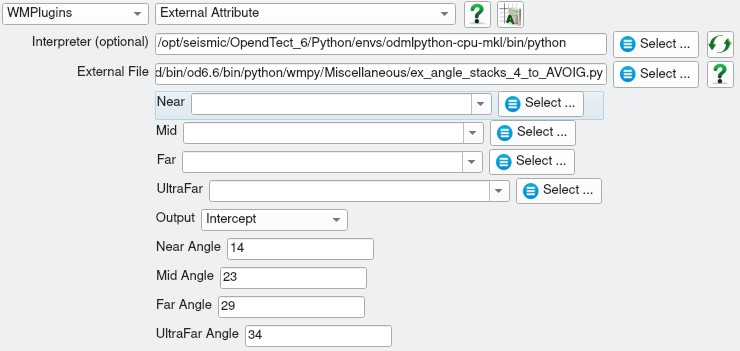 WMPlugins External Attribute ? A
Interpreter (optional) /opt/seismic/OpendTect_6/Python/envs/odmlpython-cpu-mkl/bin/python Select ...
External File d/bin/od6.6/bin/python/wmpy/Miscellaneous/ex_angle_stacks_4_to_AVOIG.py Select ... ?
Near Select ...
Mid Select ...
Far Select ...
UltraFar Select ...
Output Intercept
Near Angle 14
Mid Angle 23
Far Angle 29
UltraFar Angle 34